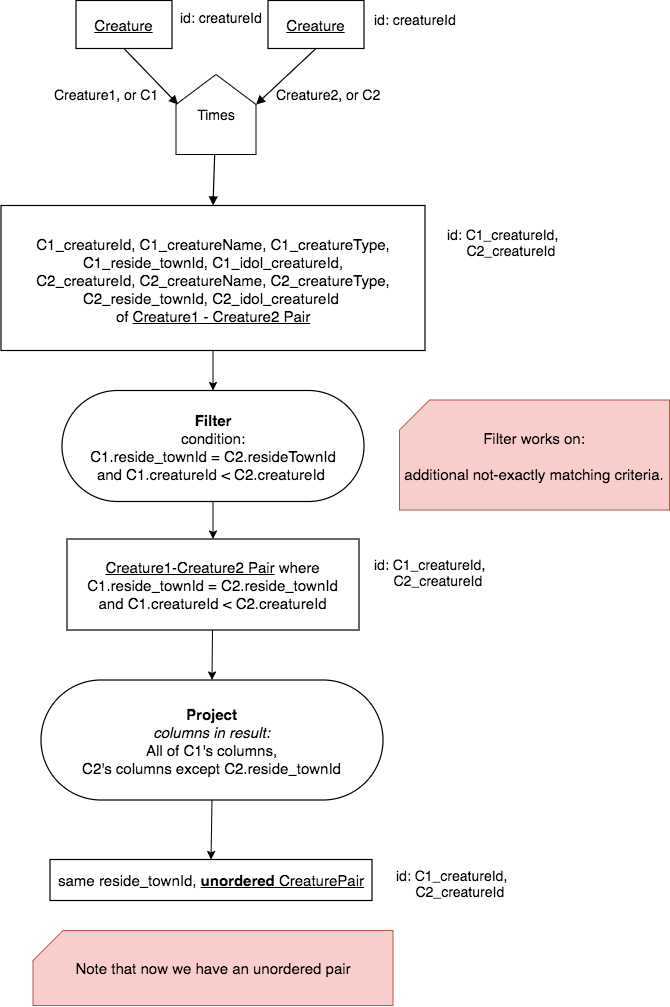 Creature
id: creatureId
Creature
id: creatureId
Creature1, or C1
Creature2, or C2
Times
C1_creatureId, C1_creatureName, C1_creatureType,
C1_reside_townId, C1_idol_creatureId,
C2_creatureId, C2_creatureName, C2_creatureType,
C2_reside_townId, C2_idol_creatureId
of Creature1 - Creature2 Pair
id: C1_creatureId,
C2_creatureId
Filter
condition:
C1.reside_townId = C2.resideTownId
and C1.creatureId < C2.creatureId
Filter works on:
additional not-exactly matching criteria.
Creature1-Creature2 Pair where
C1.reside_townId = C2.reside_townId
and C1.creatureId < C2.creatureId
id: C1_creatureId,
C2_creatureId
Project
columns in result:
All of C1's columns,
C2's columns except C2.reside_townId
same reside_townId, unordered CreaturePair
id: C1_creatureId,
C2_creatureId
Note that now we have an unordered pair